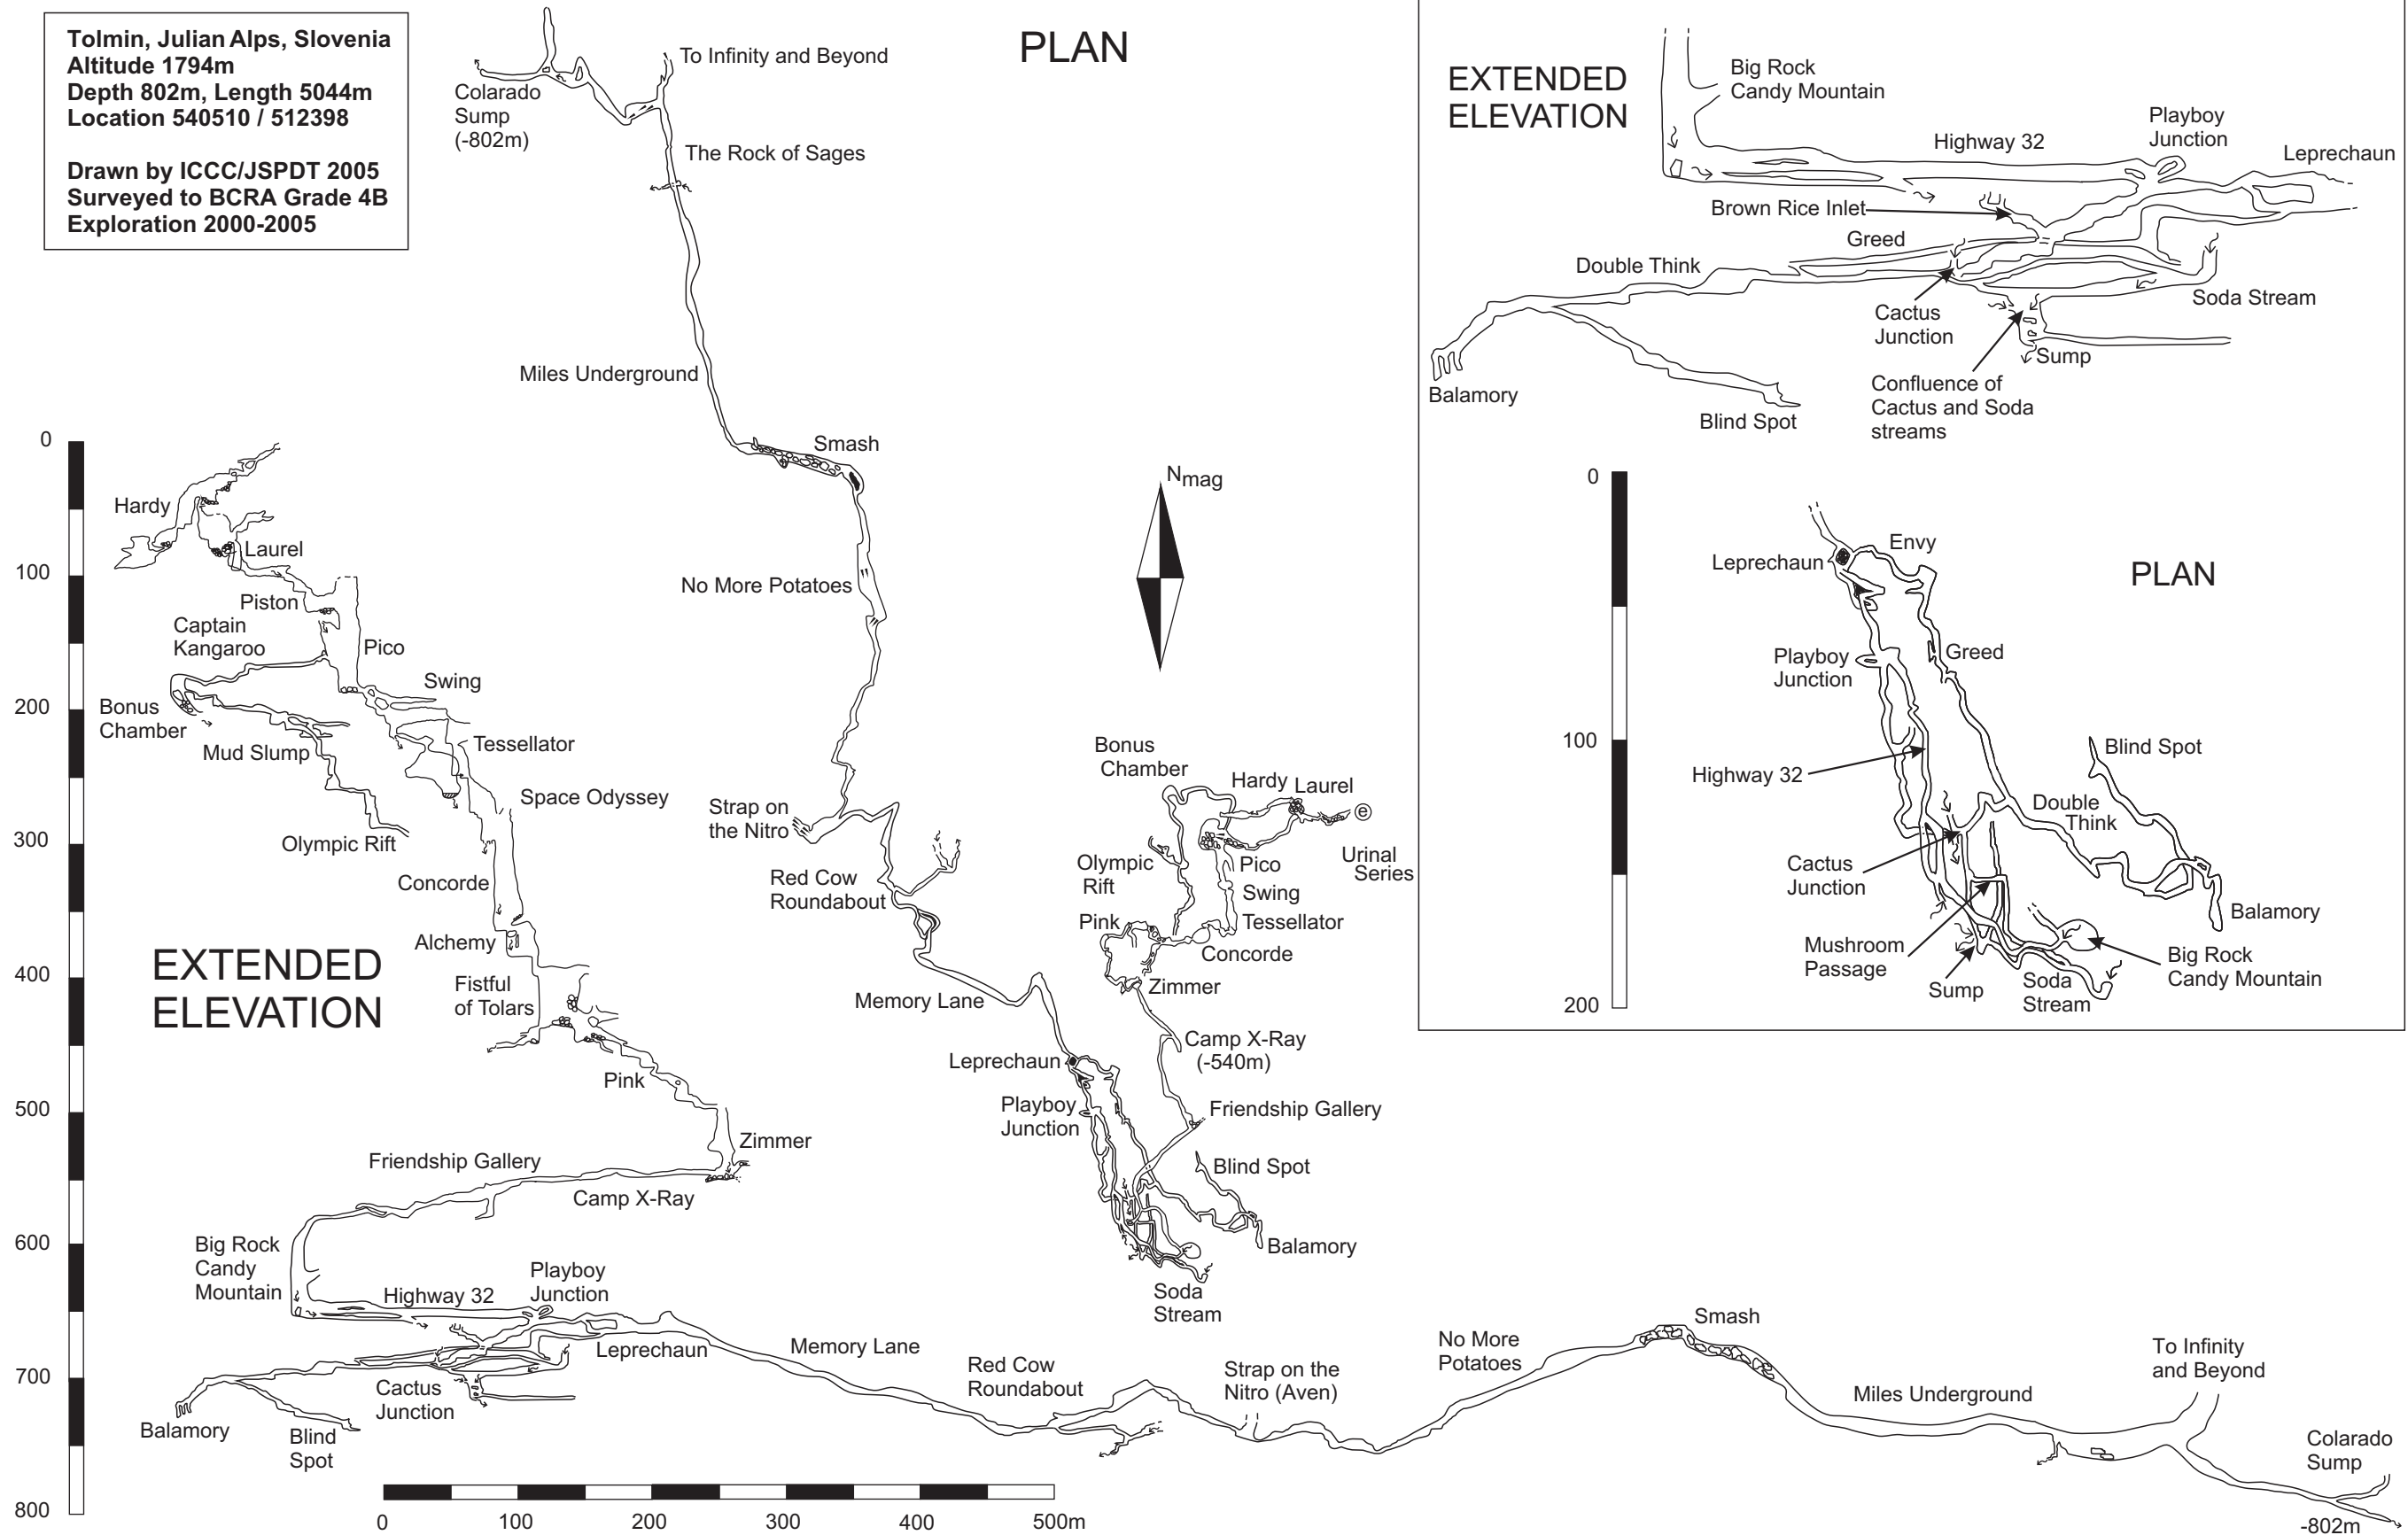 Tolmin, Julian Alps, Slovenia
Altitude 1794m
Depth 802m, Length 5044m
Location 540510 / 512398
Drawn by ICCC/JSPDT 2005
Surveyed to BCRA Grade 4B
Exploration 2000-2005
PLAN
To Infinity and Beyond
Colarado
Sump
(-802m)
The Rock of Sages
Miles Underground
Smash
No More Potatoes
Nmag
Strap on
the Nitro
Red Cow
Roundabout
Memory Lane
Bonus
Chamber
Hardy
Laurel
e
Urinal
Series
Olympic
Rift
Pico
Swing
Pink
Tessellator
Concorde
Zimmer
Camp X-Ray
(-540m)
Leprechaun
Playboy
Junction
Friendship Gallery
Blind Spot
Balamory
Soda
Stream
EXTENDED
ELEVATION
0
100
200
300
400
500
600
700
800
Hardy
Laurel
Piston
Captain
Kangaroo
Pico
Swing
Bonus
Chamber
Mud Slump
Tessellator
Space Odyssey
Olympic Rift
Concorde
Alchemy
Fistful
of Tolars
Pink
Zimmer
Friendship Gallery
Camp X-Ray
Big Rock
Candy
Mountain
Highway 32
Playboy
Junction
Leprechaun
Memory Lane
Cactus
Junction
Balamory
Blind
Spot
Red Cow
Roundabout
Strap on the
Nitro (Aven)
No More
Potatoes
Smash
Miles Underground
To Infinity
and Beyond
Colarado
Sump
-802m
0
100
200
300
400
500m
EXTENDED
ELEVATION
Big Rock
Candy Mountain
Highway 32
Playboy
Junction
Leprechaun
Brown Rice Inlet
Greed
Double Think
Cactus
Junction
Soda Stream
Sump
Confluence of
Cactus and Soda
streams
Balamory
Blind Spot
PLAN
0
100
200
Leprechaun
Envy
Playboy
Junction
Greed
Highway 32
Blind Spot
Double
Think
Cactus
Junction
Balamory
Mushroom
Passage
Sump
Soda
Stream
Big Rock
Candy Mountain